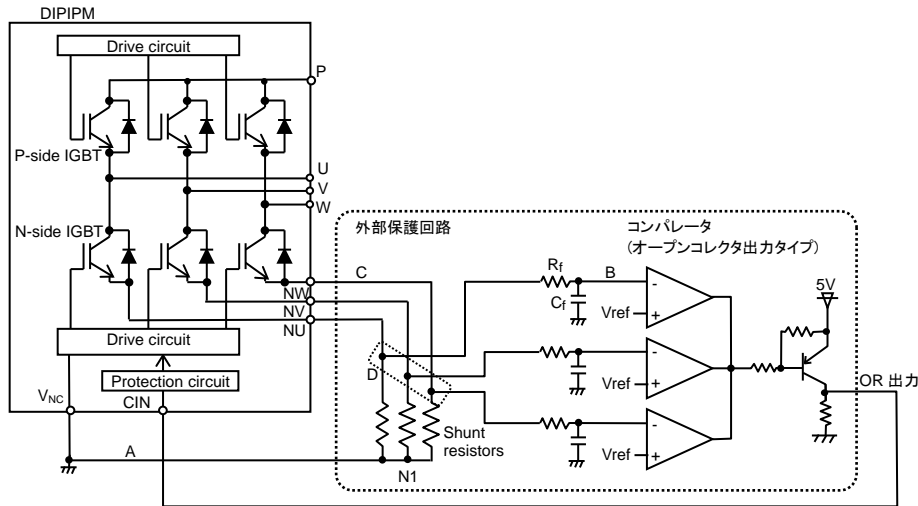 DIPIPM
Drive circuit
P
P-side IGBT
U
V
W
N-side IGBT
NW
NV
NU
Drive circuit
Protection circuit
VNC
CIN
A
外部保護回路
コンパレータ
(オープンコレクタ出力タイプ)
C
Rf
B
Cf
-
Vref
+
-
Vref
+
-
Vref
+
5V
OR 出力
D
Shunt
resistors
N1